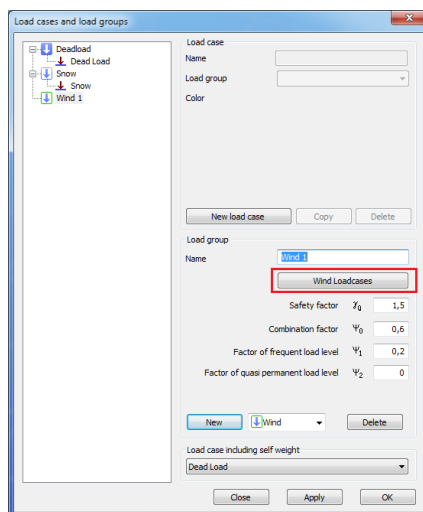 Load cases and load groups
Deadload
Dead Load
Snow
Snow
Wind 1
Load case
Name
Load group
Color
New load case Copy Delete
Load group
Name Wind 1
Wind Loadcases
Safety factor γQ 1,5
Combination factor Ψ0 0,6
Factor of frequent load level Ψ1 0,2
Factor of quasi permanent load level Ψ2 0
New Wind Delete
Load case including self weight
Dead Load
Close Apply OK